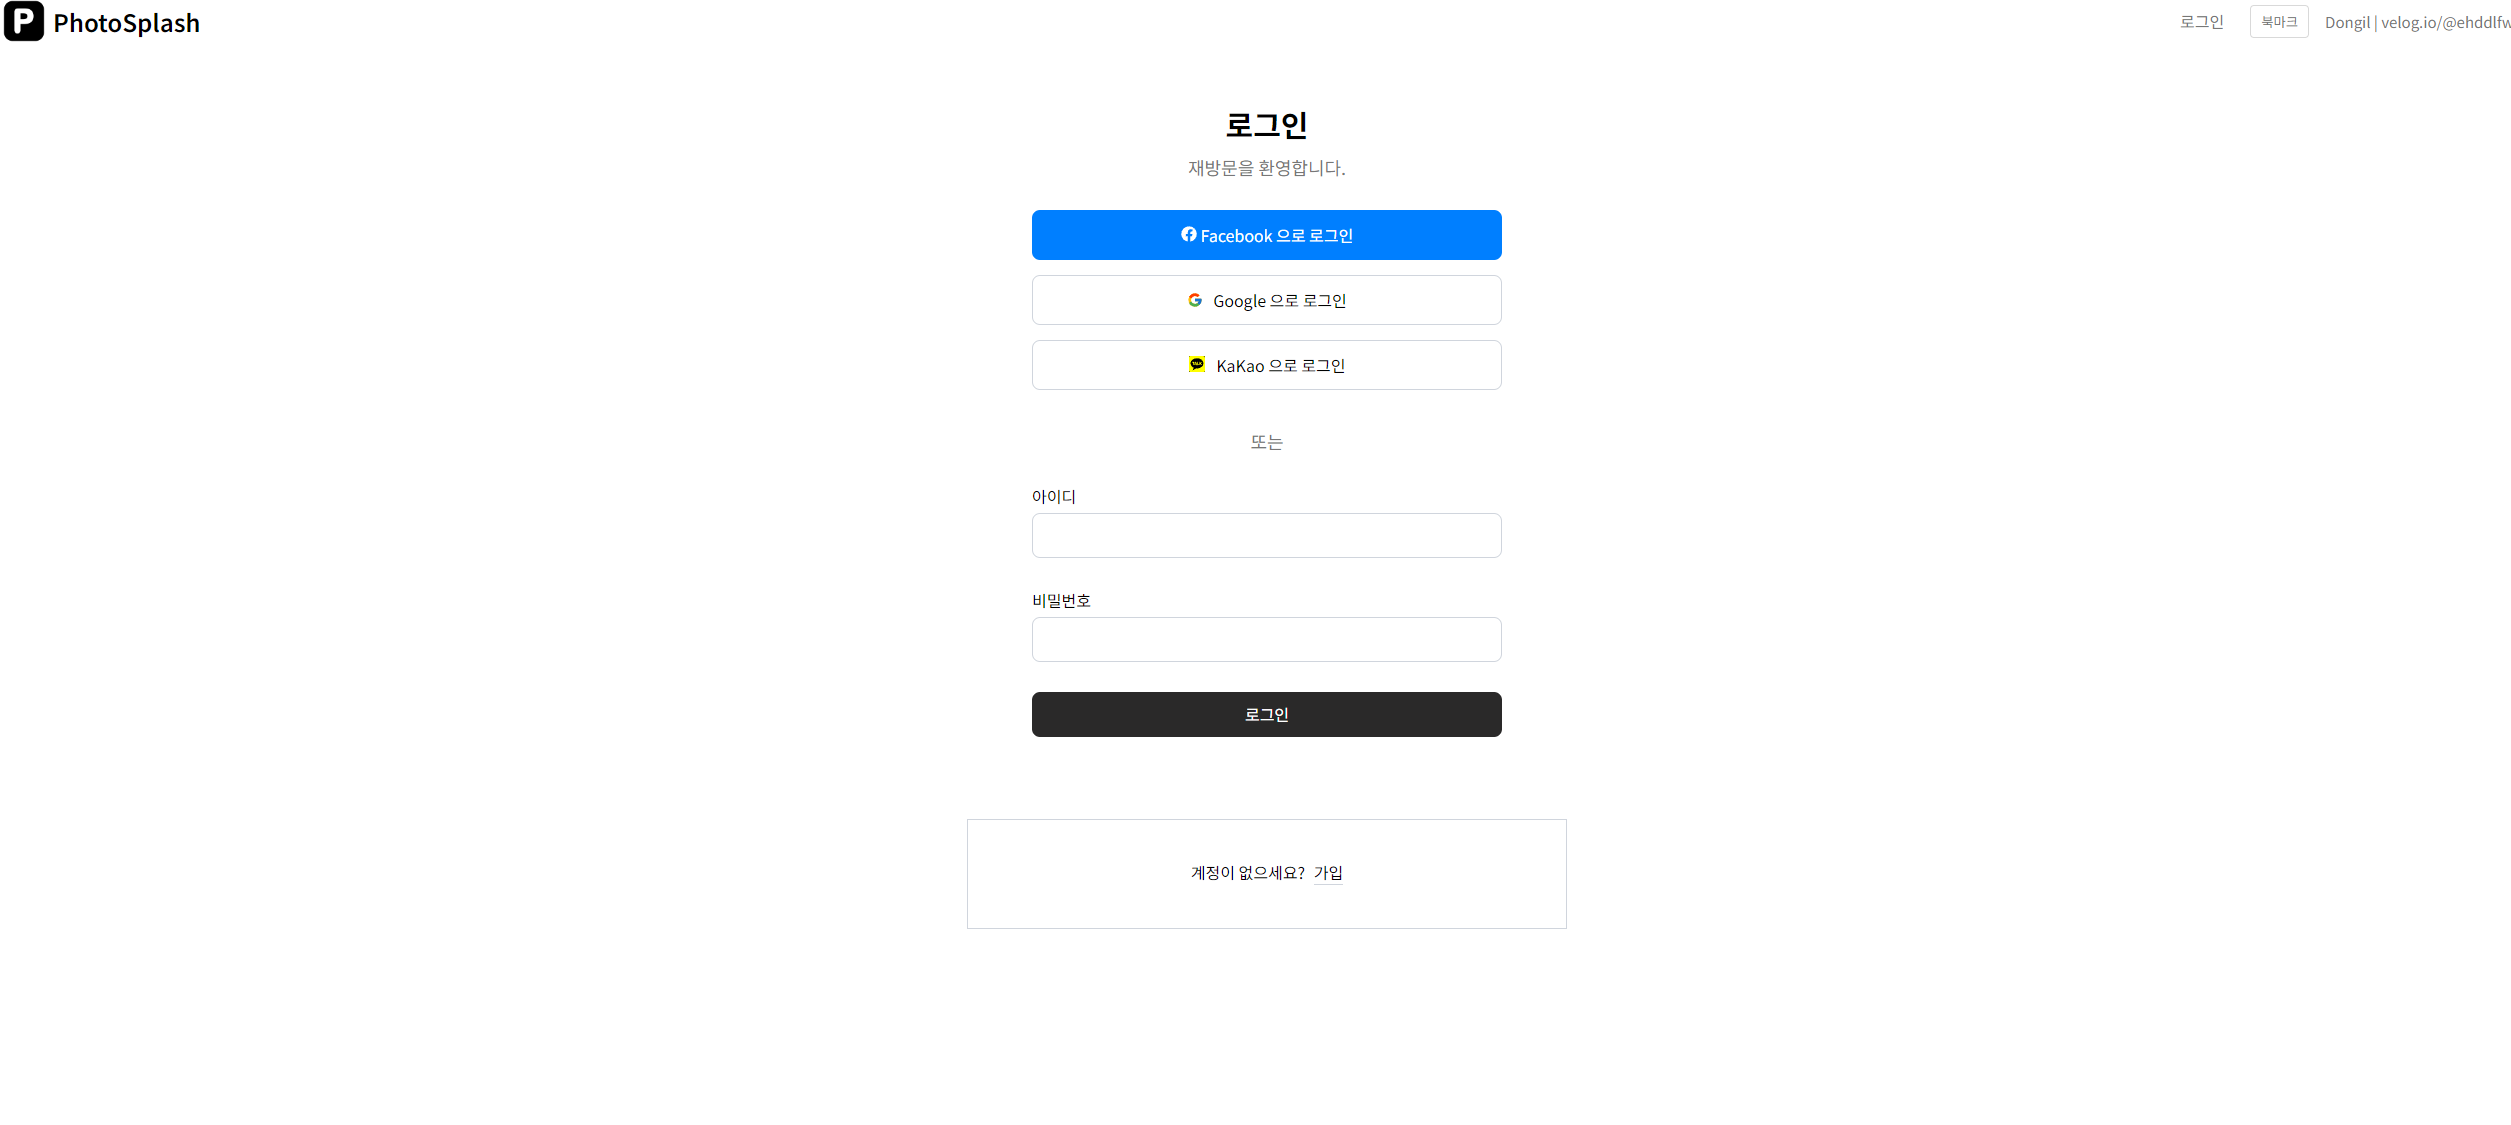 P PhotoSplash
로그인 북마크 Dongil | velog.io/@ehddlfw
로그인
재방문을 환영합니다.
Facebook 으로 로그인
Google 으로 로그인
TALK KaKao 으로 로그인
또는
아이디
비밀번호
로그인
계정이 없으세요? 가입